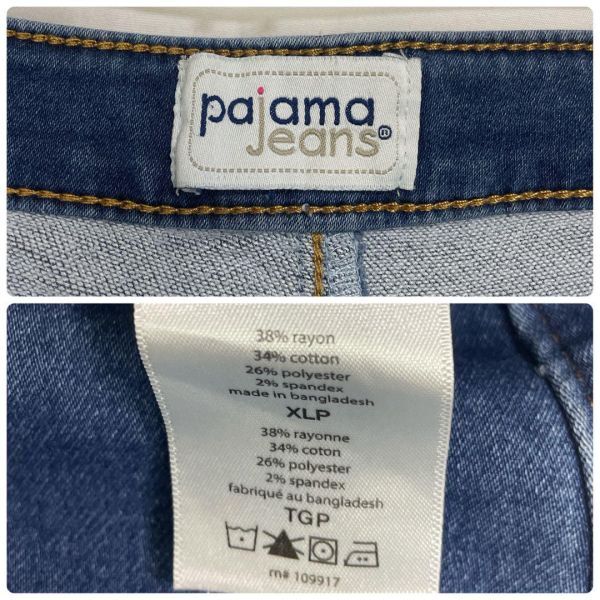 pajama
Jeans®
38% rayon
34% cotton
26% polyester
2% spandex
made in bangladesh
XLP
38% rayonne
34% coton
26% polyester
2% spandex
fabriqué au bangladesh
TGP
rn# 109917